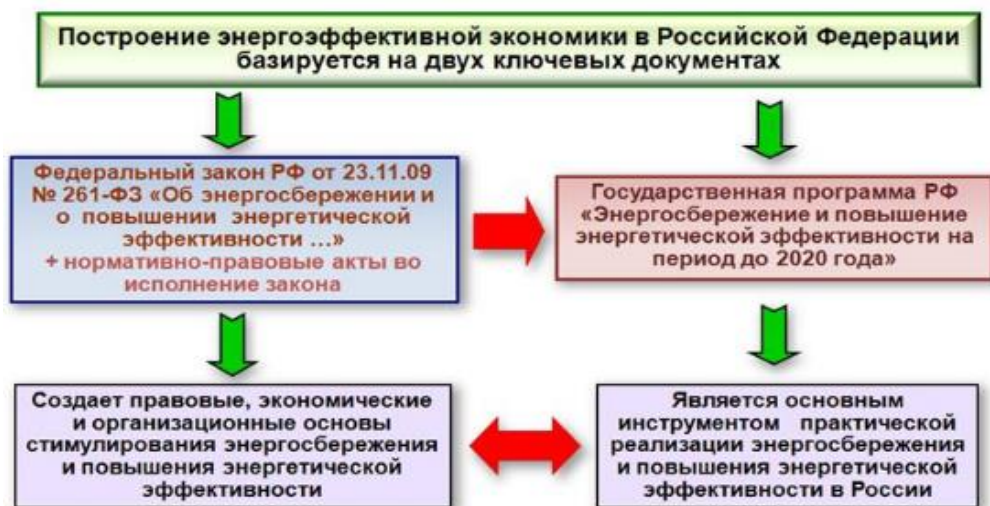 Построение энергоэффективной экономики в Российской Федерации
базируется на двух ключевых документах
Федеральный закон РФ от 23.11.09
№ 261-ФЗ «Об энергосбережении и
о повышении энергетической
эффективности ...»
+ нормативно-правовые акты во
исполнение закона
Государственная программа РФ
«Энергосбережение и повышение
энергетической эффективности на
период до 2020 года»
Создает правовые, экономические
и организационные основы
стимулирования энергосбережения
и повышения энергетической
эффективности
Является основным
инструментом практической
реализации энергосбережения
и повышения энергетической
эффективности в России